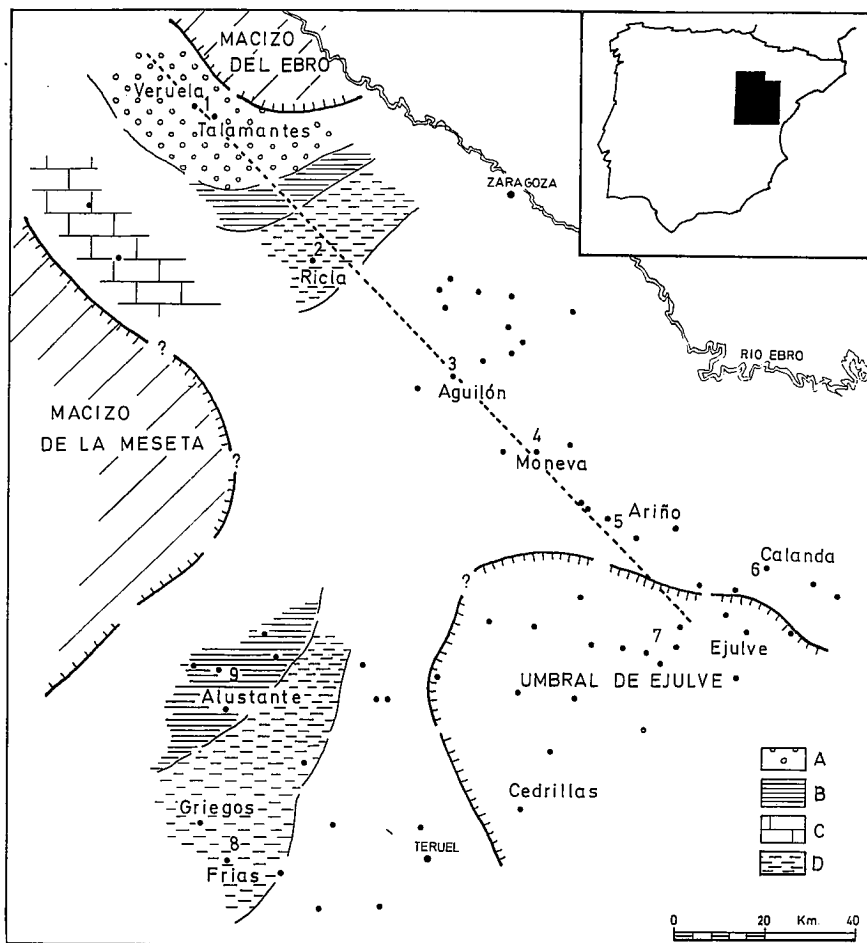 MACIZO
DEL EBRO
Veruela
1
Talamantes
ZARAGOZA
2
Ricla
3
Aguilón
RIO EBRO
?
MACIZO
DE LA MESETA
?
4
Moneva
Ariño
5
Calanda
6
?
7
Ejulve
UMBRAL DE EJULVE
9
Alustante
Cedrillas
Griegos
8
Frías
TERUEL
A
B
C
D
0 20 Km. 40